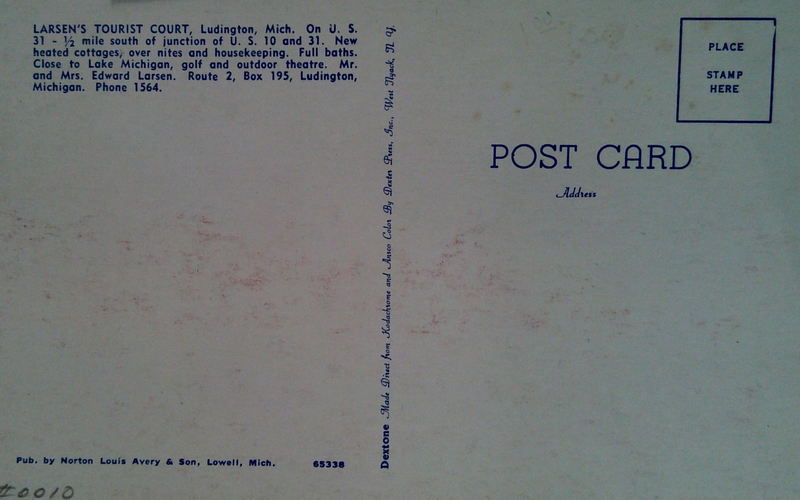 LARSEN'S TOURIST COURT, Ludington, Mich. On U. S.
31 - ½ mile south of junction of U. S. 10 and 31. New
heated cottages, over nites and housekeeping. Full baths.
Close to Lake Michigan, golf and outdoor theatre. Mr.
and Mrs. Edward Larsen. Route 2, Box 195, Ludington,
Michigan. Phone 1564.
Pub. by Norton Louis Avery & Son, Lowell, Mich. 65338
#0010
Dextone Made Direct from Kodachrome and Ansco Color By Dexter Press, Inc., West Nyack, N. Y.
PLACE
STAMP
HERE
POST CARD
Address